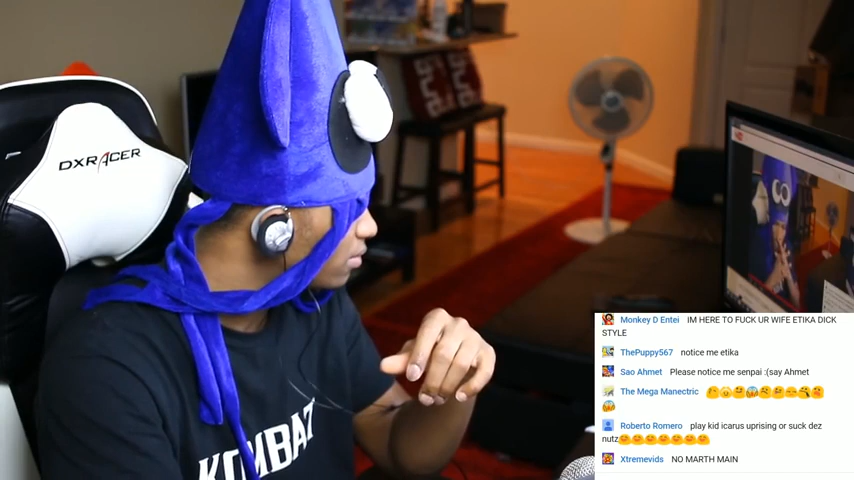 DXRACER
KOMBAT
Monkey D Entei IM HERE TO FUCK UR WIFE ETIKA DICK
STYLE
ThePuppy567 notice me etika
Sao Ahmet Please notice me senpai :(say Ahmet
The Mega Manectric
Roberto Romero play kid icarus uprising or suck dez
nutz
Xtremevids NO MARTH MAIN